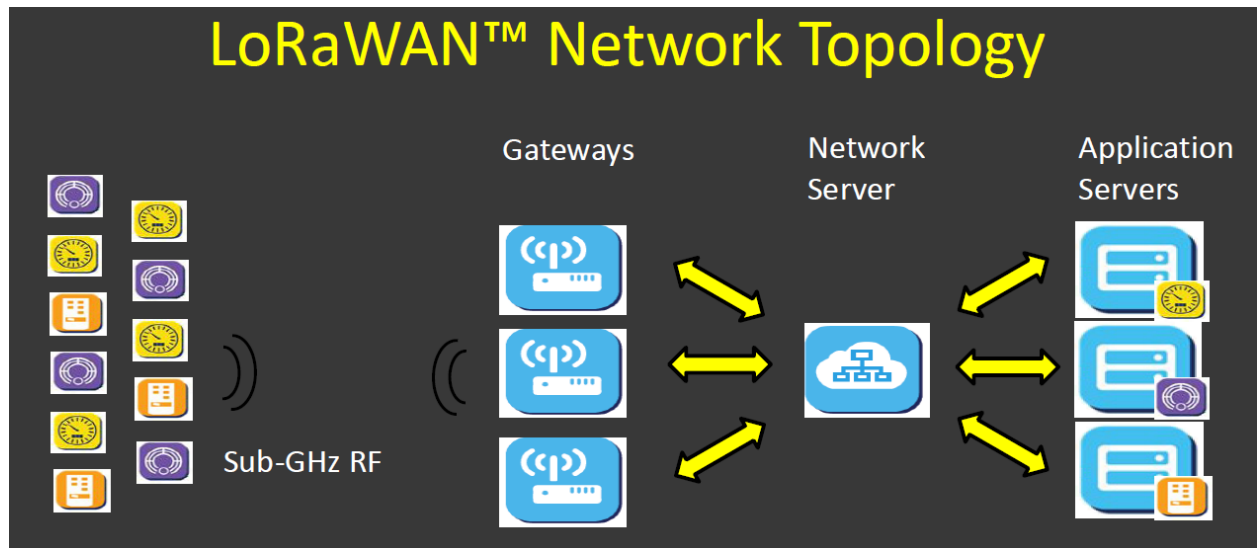 LoRaWAN™ Network Topology
Gateways
Network
Server
Application
Servers
Sub-GHz RF